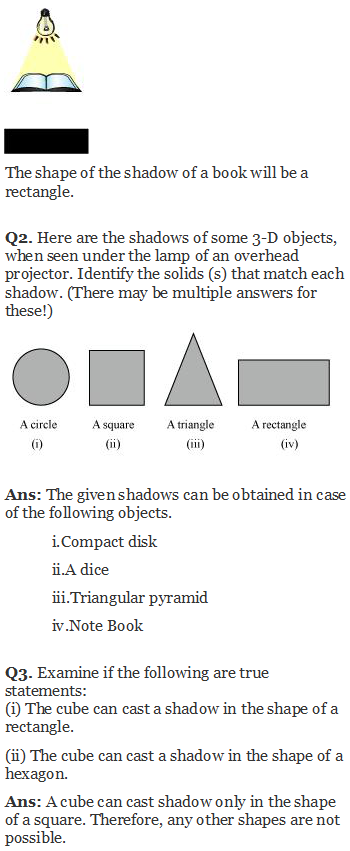 The shape of the shadow of a book will be a
rectangle.
Q2. Here are the shadows of some 3-D objects,
when seen under the lamp of an overhead
projector. Identify the solids (s) that match each
shadow. (There may be multiple answers for
these!)
A circle A square A triangle A rectangle
(i) (ii) (iii) (iv)
Ans: The given shadows can be obtained in case
of the following objects.
i.Compact disk
ii.A dice
iii.Triangular pyramid
iv.Note Book
Q3. Examine if the following are true
statements:
(i) The cube can cast a shadow in the shape of a
rectangle.
(ii) The cube can cast a shadow in the shape of a
hexagon.
Ans: A cube can cast shadow only in the shape
of a square. Therefore, any other shapes are not
possible.